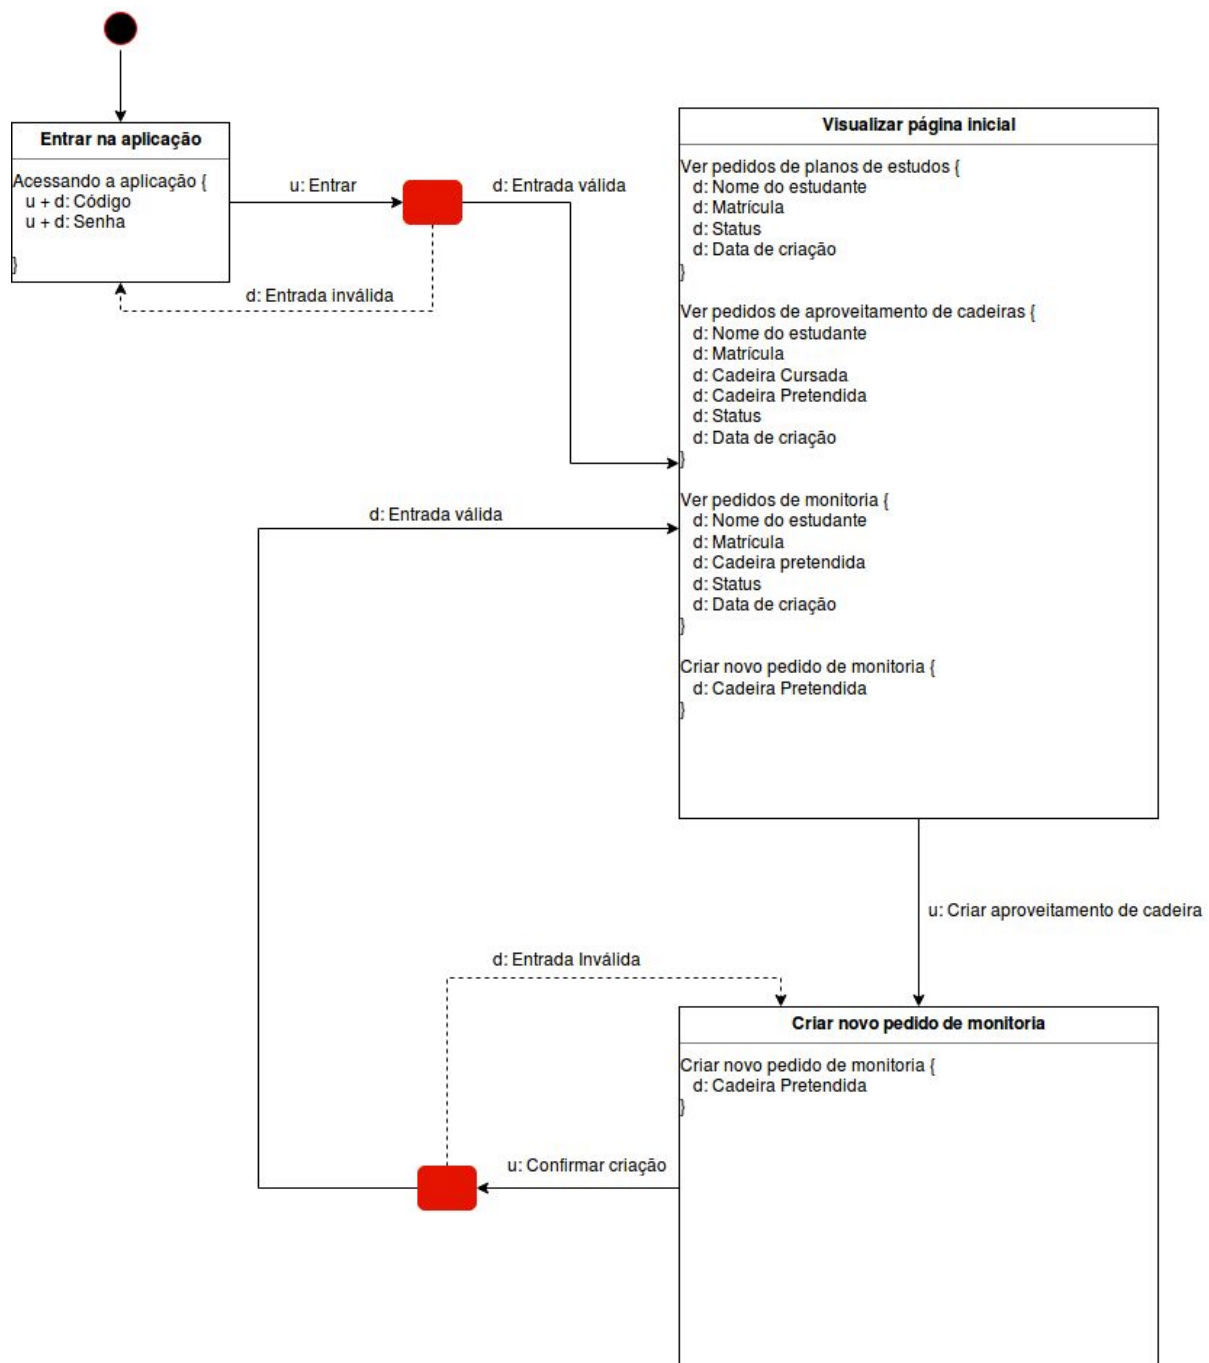 Entrar na aplicação
Acessando a aplicação {
u + d: Código
u + d: Senha
}
u: Entrar
d: Entrada válida
d: Entrada inválida
Visualizar página inicial
Ver pedidos de planos de estudos {
d: Nome do estudante
d: Matrícula
d: Status
d: Data de criação
}
Ver pedidos de aproveitamento de cadeiras {
d: Nome do estudante
d: Matrícula
d: Cadeira Cursada
d: Cadeira Pretendida
d: Status
d: Data de criação
}
Ver pedidos de monitoria {
d: Nome do estudante
d: Matrícula
d: Cadeira pretendida
d: Status
d: Data de criação
}
Criar novo pedido de monitoria {
d: Cadeira Pretendida
}
d: Entrada válida
u: Criar aproveitamento de cadeira
d: Entrada Inválida
Criar novo pedido de monitoria
Criar novo pedido de monitoria {
d: Cadeira Pretendida
}
u: Confirmar criação